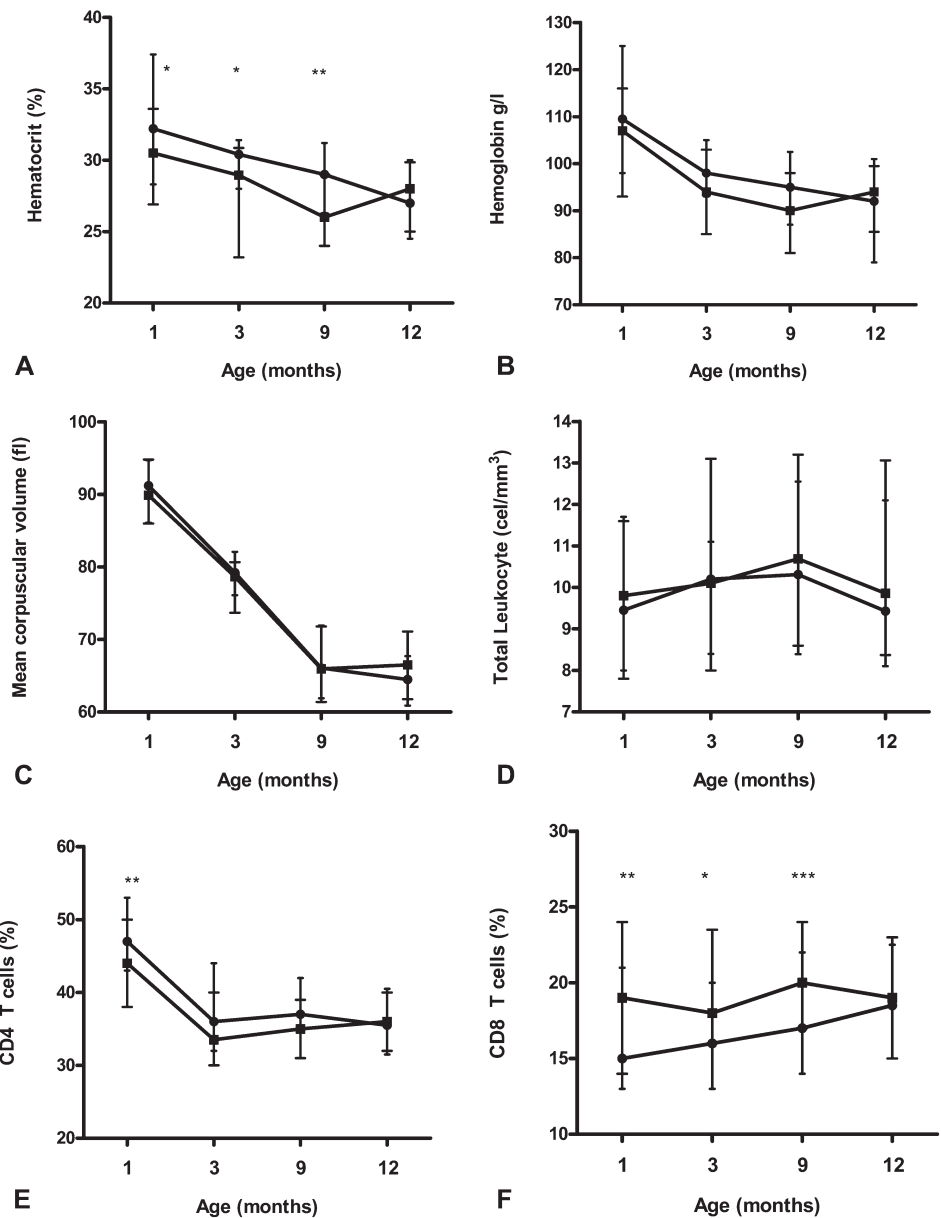 40
35
30
25
20
Hematocrit (%)
* * **
1 3 9 12
Age (months)
A
130
120
110
100
90
80
70
Hemoglobin g/l
1 3 9 12
Age (months)
B
100
90
80
70
60
Mean corpuscular volume (fl)
1 3 9 12
Age (months)
C
14
13
12
11
10
9
8
7
Total Leukocyte (cel/mm³)
1 3 9 12
Age (months)
D
60
50
40
30
20
CD4 T cells (%)
**
1 3 9 12
Age (months)
E
30
25
20
15
10
CD8 T cells (%)
** * ***
1 3 9 12
Age (months)
F